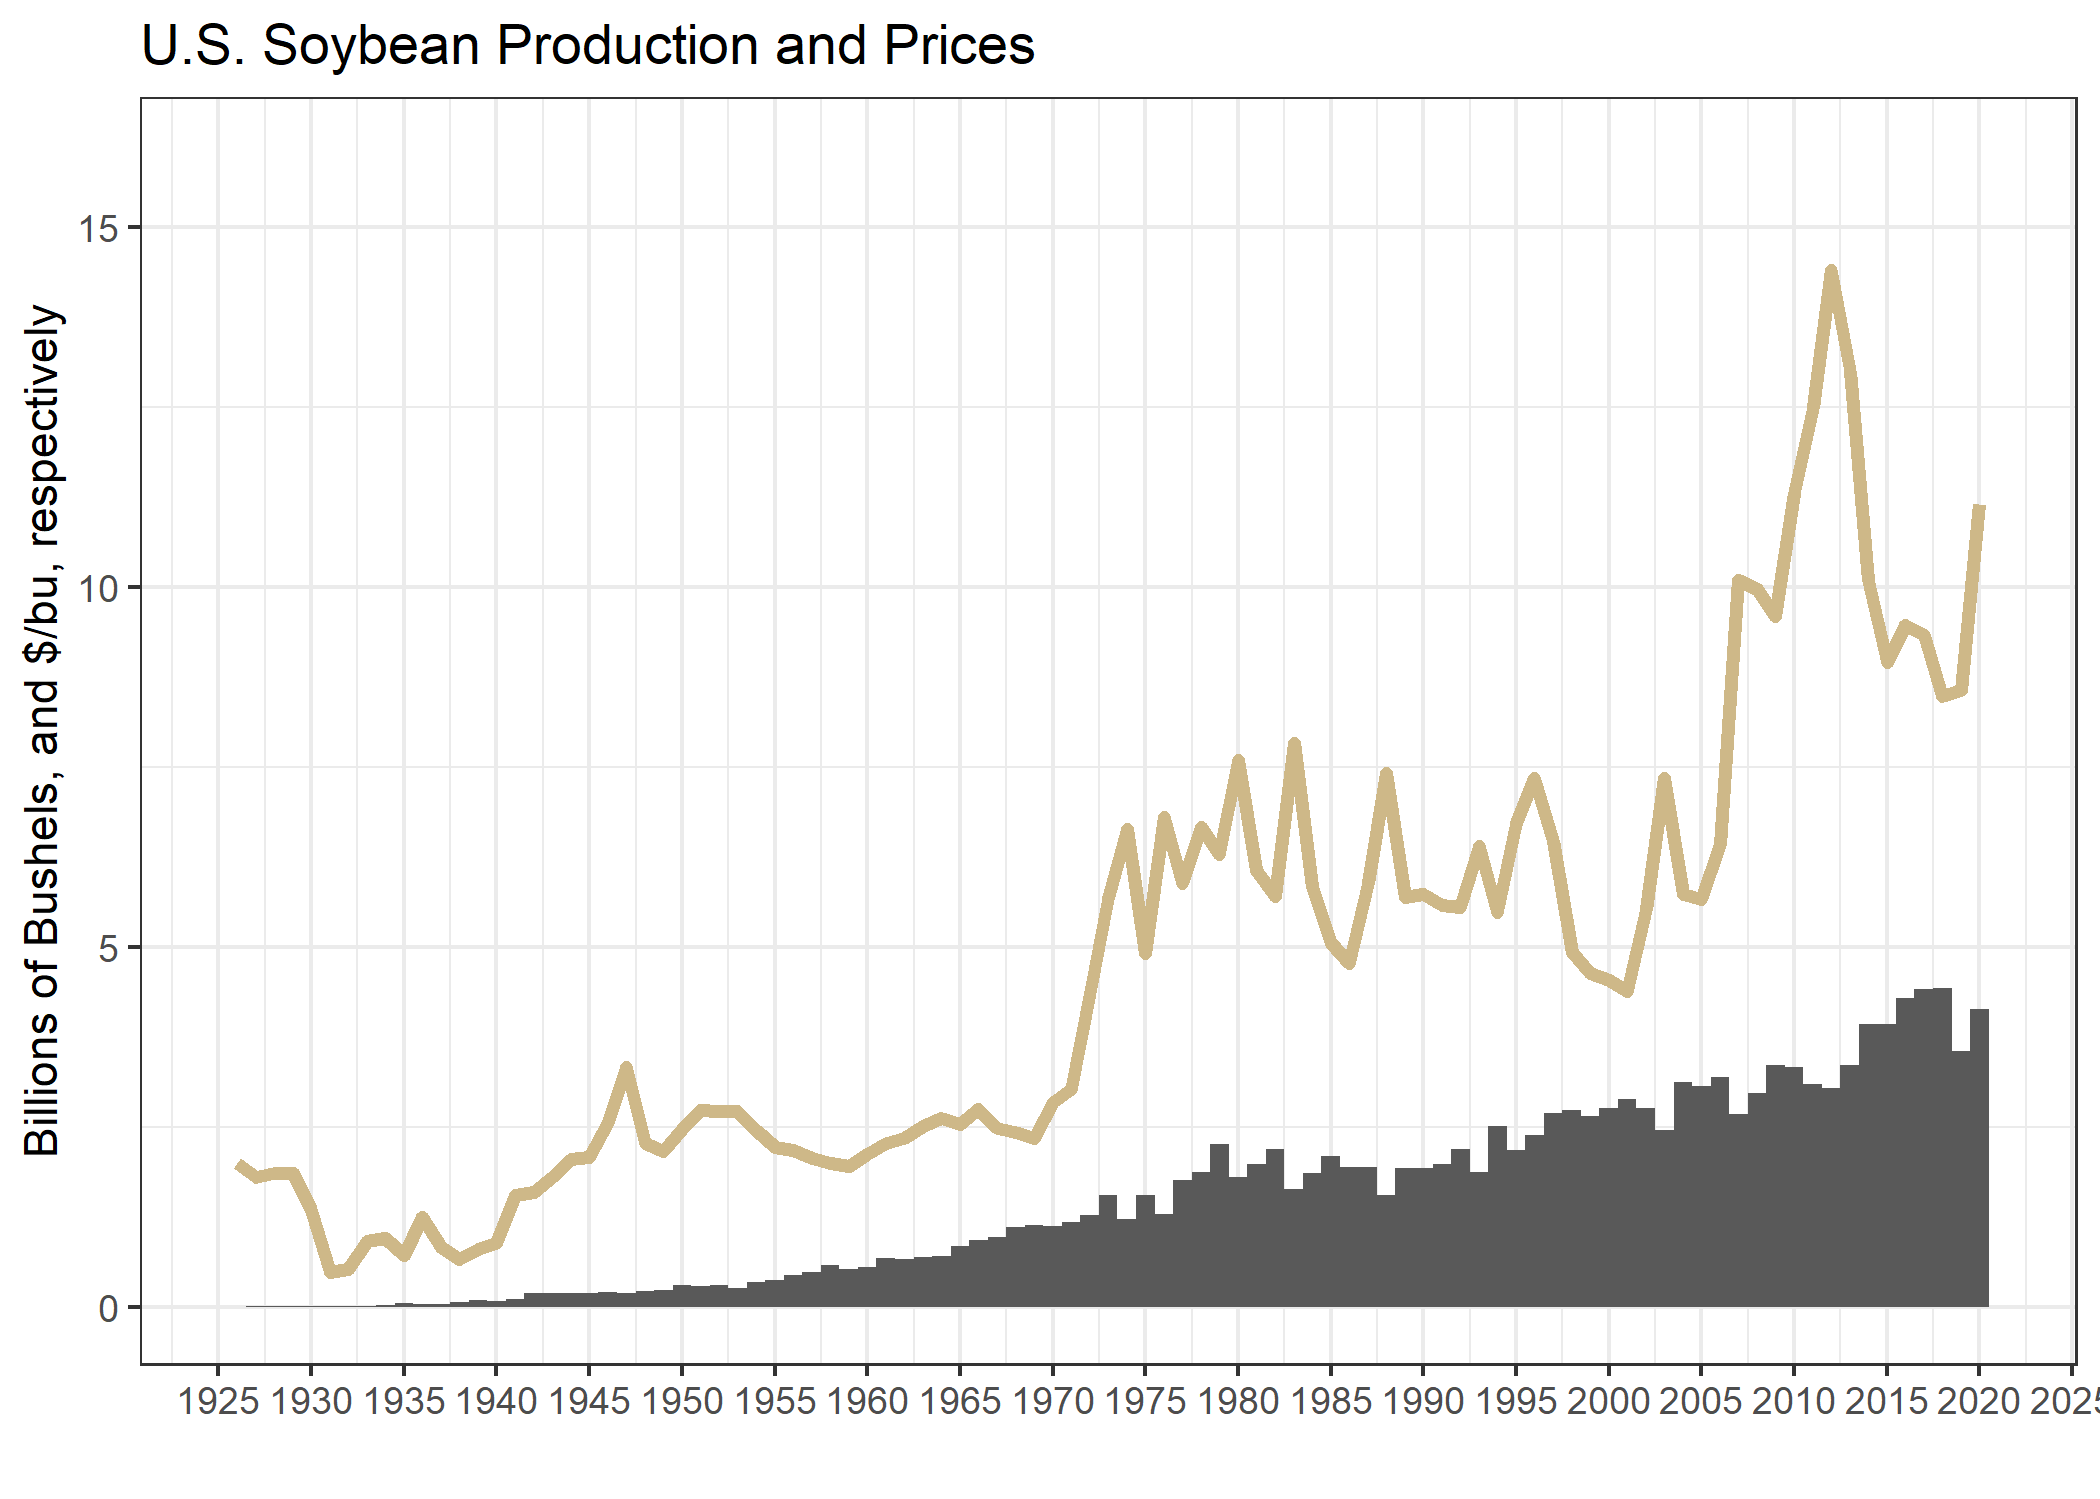 U.S. Soybean Production and Prices
Billions of Bushels, and $/bu, respectively
15
10
5
0
1925 1930 1935 1940 1945 1950 1955 1960 1965 1970 1975 1980 1985 1990 1995 2000 2005 2010 2015 2020 202